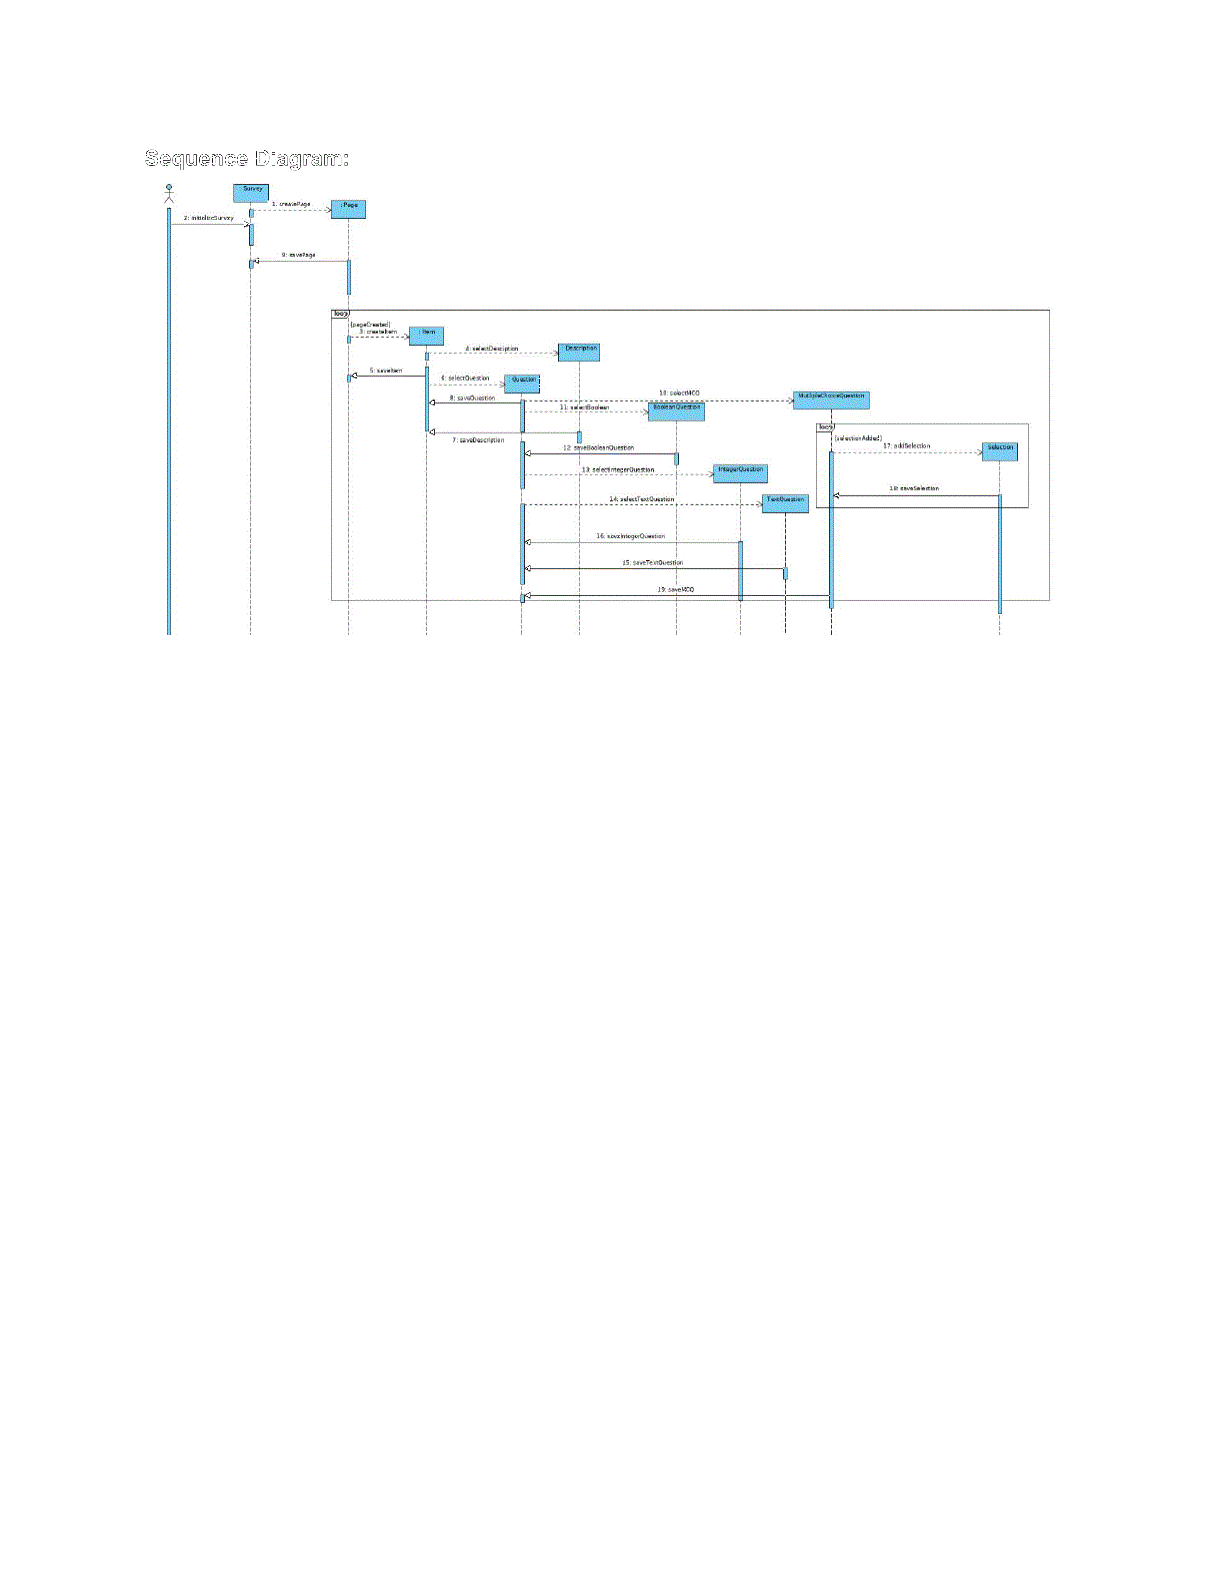 Sequence Diagram:
: Survey
1: createPage
: Page
2: initializeSurvey
9: savePage
loop
[pageCreated]
3: createItem
: Item
4: selectDesciption
: Description
5: saveItem
6: selectQuestion
Question
8: saveQuestion
10: selectMCQ
MultipleChoiceQuestion
11: selectBoolean
BooleanQuestion
loop
7: saveDescription
[selectionAdded]
12: saveBooleanQuestion
17: addSelection
Selection
13: selectIntegerQuestion
IntegerQuestion
18: saveSelection
14: selectTextQuestion
TextQuestion
16: saveIntegerQuestion
15: saveTextQuestion
19: saveMCQ